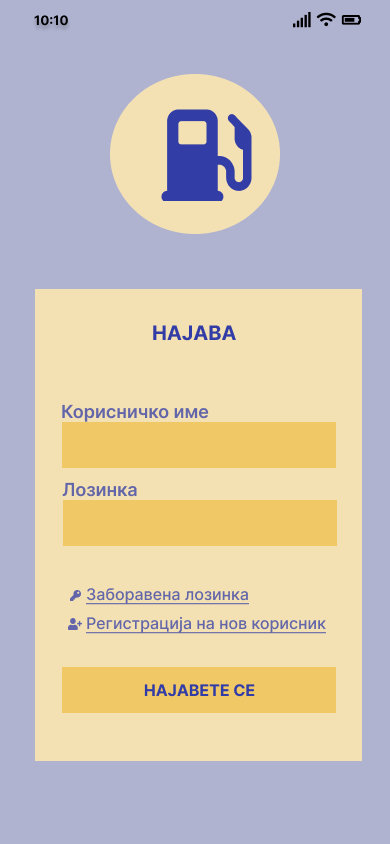 10:10
НАЈАВА
Корисничко име
Лозинка
Заборавена лозинка
Регистрација на нов корисник
НАЈАВЕТЕ СЕ